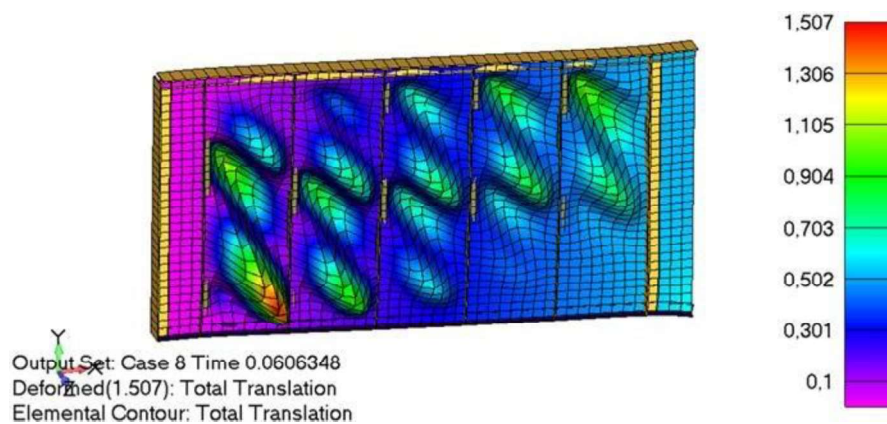 1,507
1,306
1,105
0,904
0,703
0,502
0,301
0,1
Y
X
Z
Output Set: Case 8 Time 0.0606348
Deformed(1.507): Total Translation
Elemental Contour: Total Translation